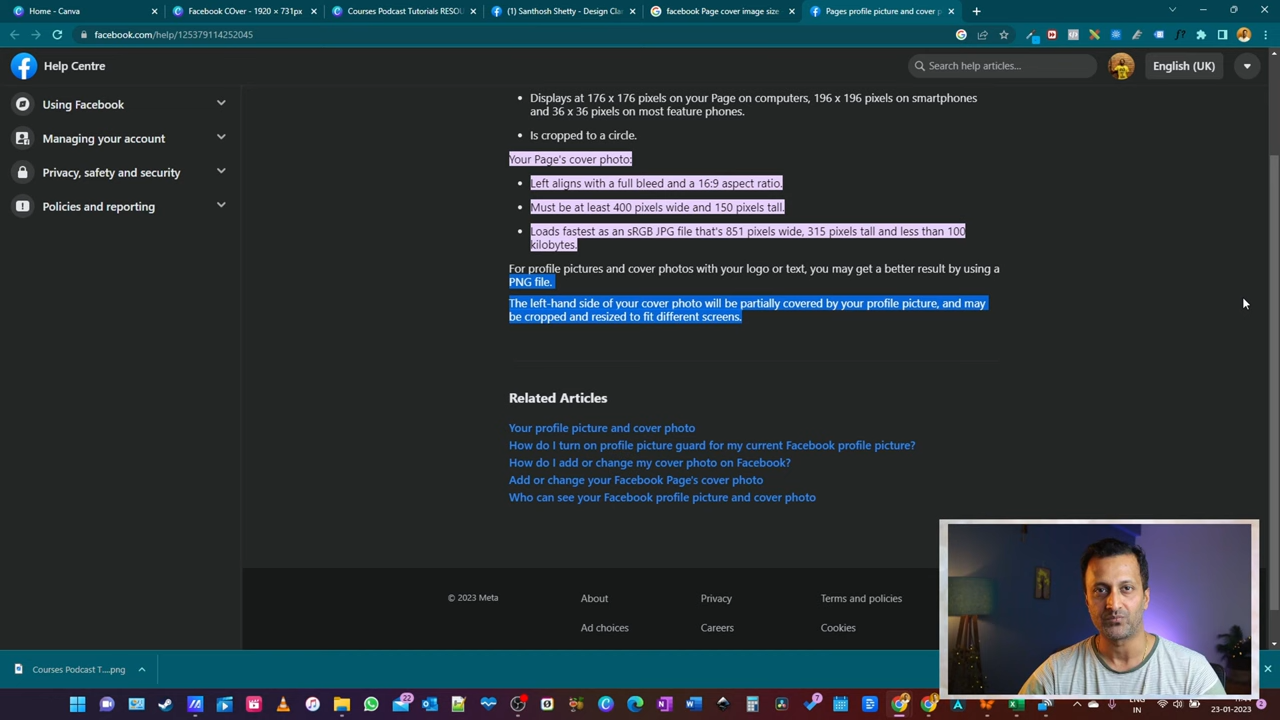 Home - Canva
Facebook COver - 1920 × 731px
Courses Podcast Tutorials RESOU
(1) Santhosh Shetty - Design Cla
facebook Page cover image size
Pages profile picture and cover p
facebook.com/help/125379114252045
Help Centre
Search help articles...
English (UK)
Using Facebook
Managing your account
Privacy, safety and security
Policies and reporting
• Displays at 176 x 176 pixels on your Page on computers, 196 x 196 pixels on smartphones
and 36 x 36 pixels on most feature phones.
• Is cropped to a circle.
Your Page's cover photo:
• Left aligns with a full bleed and a 16:9 aspect ratio.
• Must be at least 400 pixels wide and 150 pixels tall.
• Loads fastest as an sRGB JPG file that's 851 pixels wide, 315 pixels tall and less than 100
kilobytes.
For profile pictures and cover photos with your logo or text, you may get a better result by using a
PNG file.
The left-hand side of your cover photo will be partially covered by your profile picture, and may
be cropped and resized to fit different screens.
Related Articles
Your profile picture and cover photo
How do I turn on profile picture guard for my current Facebook profile picture?
How do I add or change my cover photo on Facebook?
Add or change your Facebook Page's cover photo
Who can see your Facebook profile picture and cover photo
© 2023 Meta
About
Privacy
Terms and policies
Ad choices
Careers
Cookies
Courses Podcast T....png
22
7
ENG
IN
23-01-2023
2